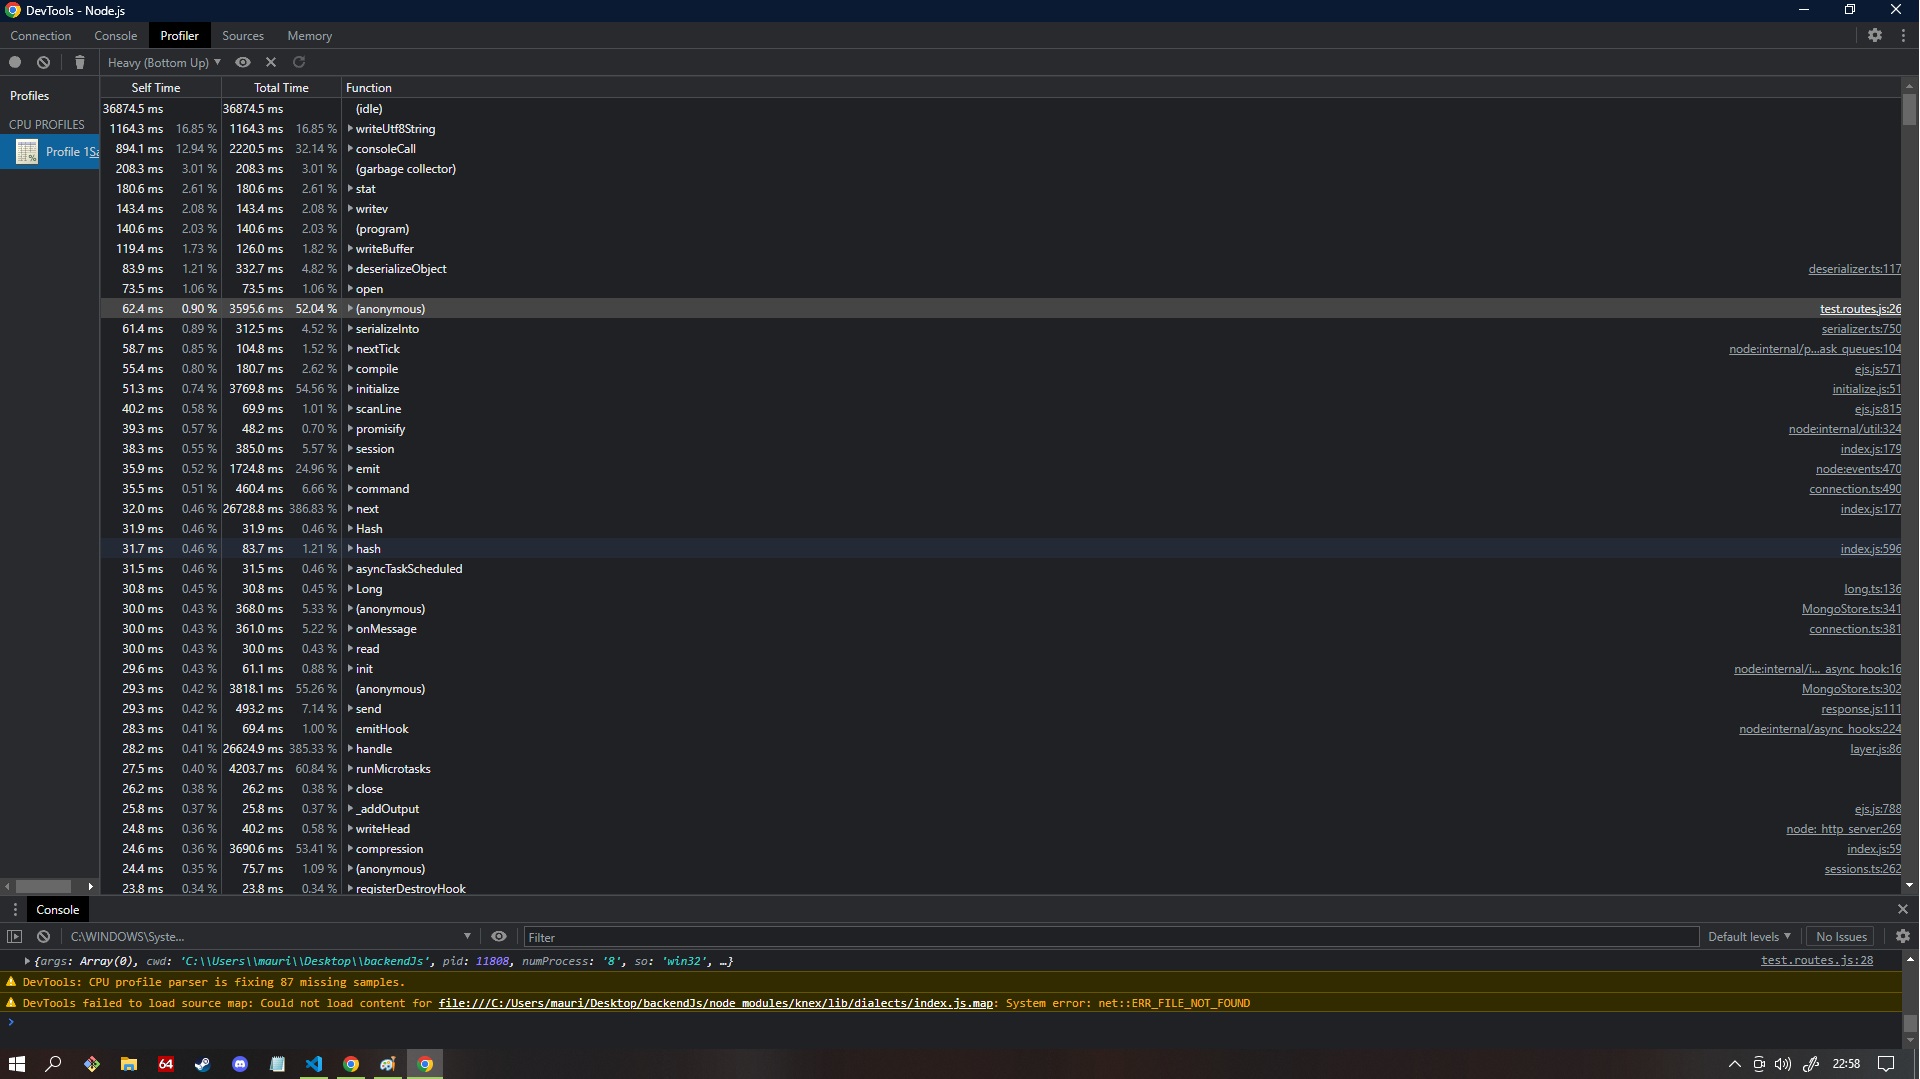 DevTools - Node.js
Connection Console Profiler Sources Memory
Heavy (Bottom Up)
Profiles
CPU PROFILES
Profile 1Sa
Self Time Total Time Function
36874.5 ms 36874.5 ms (idle)
1164.3 ms 16.85 % 1164.3 ms 16.85 % writeUtf8String
894.1 ms 12.94 % 2220.5 ms 32.14 % consoleCall
208.3 ms 3.01 % 208.3 ms 3.01 % (garbage collector)
180.6 ms 2.61 % 180.6 ms 2.61 % stat
143.4 ms 2.08 % 143.4 ms 2.08 % writev
140.6 ms 2.03 % 140.6 ms 2.03 % (program)
119.4 ms 1.73 % 126.0 ms 1.82 % writeBuffer
83.9 ms 1.21 % 332.7 ms 4.82 % deserializeObject deserializer.ts:117
73.5 ms 1.06 % 73.5 ms 1.06 % open
62.4 ms 0.90 % 3595.6 ms 52.04 % (anonymous) test.routes.js:26
61.4 ms 0.89 % 312.5 ms 4.52 % serializeInto serializer.ts:750
58.7 ms 0.85 % 104.8 ms 1.52 % nextTick node:internal/p...ask_queues:104
55.4 ms 0.80 % 180.7 ms 2.62 % compile ejs.js:571
51.3 ms 0.74 % 3769.8 ms 54.56 % initialize initialize.js:51
40.2 ms 0.58 % 69.9 ms 1.01 % scanLine ejs.js:815
39.3 ms 0.57 % 48.2 ms 0.70 % promisify node:internal/util:324
38.3 ms 0.55 % 385.0 ms 5.57 % session index.js:179
35.9 ms 0.52 % 1724.8 ms 24.96 % emit node:events:470
35.5 ms 0.51 % 460.4 ms 6.66 % command connection.ts:490
32.0 ms 0.46 % 26728.8 ms 386.83 % next index.js:177
31.9 ms 0.46 % 31.9 ms 0.46 % Hash
31.7 ms 0.46 % 83.7 ms 1.21 % hash index.js:596
31.5 ms 0.46 % 31.5 ms 0.46 % asyncTaskScheduled
30.8 ms 0.45 % 30.8 ms 0.45 % Long long.ts:136
30.0 ms 0.43 % 368.0 ms 5.33 % (anonymous) MongoStore.ts:341
30.0 ms 0.43 % 361.0 ms 5.22 % onMessage connection.ts:381
30.0 ms 0.43 % 30.0 ms 0.43 % read
29.6 ms 0.43 % 61.1 ms 0.88 % init node:internal/i..._async_hook:16
29.3 ms 0.42 % 3818.1 ms 55.26 % (anonymous) MongoStore.ts:302
29.3 ms 0.42 % 493.2 ms 7.14 % send response.js:111
28.3 ms 0.41 % 69.4 ms 1.00 % emitHook node:internal/async_hooks:224
28.2 ms 0.41 % 26624.9 ms 385.33 % handle layer.js:86
27.5 ms 0.40 % 4203.7 ms 60.84 % runMicrotasks
26.2 ms 0.38 % 26.2 ms 0.38 % close
25.8 ms 0.37 % 25.8 ms 0.37 % _addOutput ejs.js:788
24.8 ms 0.36 % 40.2 ms 0.58 % writeHead node:_http_server:269
24.6 ms 0.36 % 3690.6 ms 53.41 % compression index.js:59
24.4 ms 0.35 % 75.7 ms 1.09 % (anonymous) sessions.ts:262
23.8 ms 0.34 % 23.8 ms 0.34 % registerDestroyHook
Console
C:\WINDOWS\Syste... Filter Default levels No Issues
{args: Array(0), cwd: 'C:\\Users\\mauri\\Desktop\\backendJs', pid: 11808, numProcess: '8', so: 'win32', …} test.routes.js:28
DevTools: CPU profile parser is fixing 87 missing samples.
DevTools failed to load source map: Could not load content for file:///C:/Users/mauri/Desktop/backendJs/node_modules/knex/lib/dialects/index.js.map: System error: net::ERR_FILE_NOT_FOUND
64
22:58